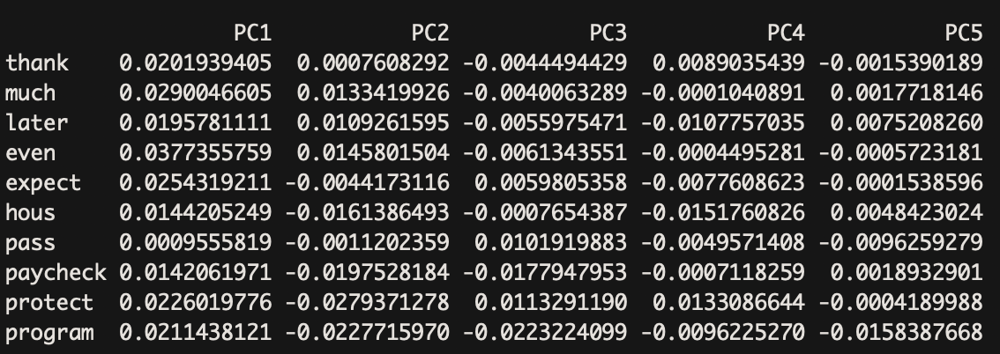 PC1 PC2 PC3 PC4 PC5
thank 0.0201939405 0.0007608292 -0.0044494429 0.0089035439 -0.0015390189
much 0.0290046605 0.0133419926 -0.0040063289 -0.0001040891 0.0017718146
later 0.0195781111 0.0109261595 -0.0055975471 -0.0107757035 0.0075208260
even 0.0377355759 0.0145801504 -0.0061343551 -0.0004495281 -0.0005723181
expect 0.0254319211 -0.0044173116 0.0059805358 -0.0077608623 -0.0001538596
hous 0.0144205249 -0.0161386493 -0.0007654387 -0.0151760826 0.0048423024
pass 0.0009555819 -0.0011202359 0.0101919883 -0.0049571408 -0.0096259279
paycheck 0.0142061971 -0.0197528184 -0.0177947953 -0.0007118259 0.0018932901
protect 0.0226019776 -0.0279371278 0.0113291190 0.0133086644 -0.0004189988
program 0.0211438121 -0.0227715970 -0.0223224099 -0.0096225270 -0.0158387668